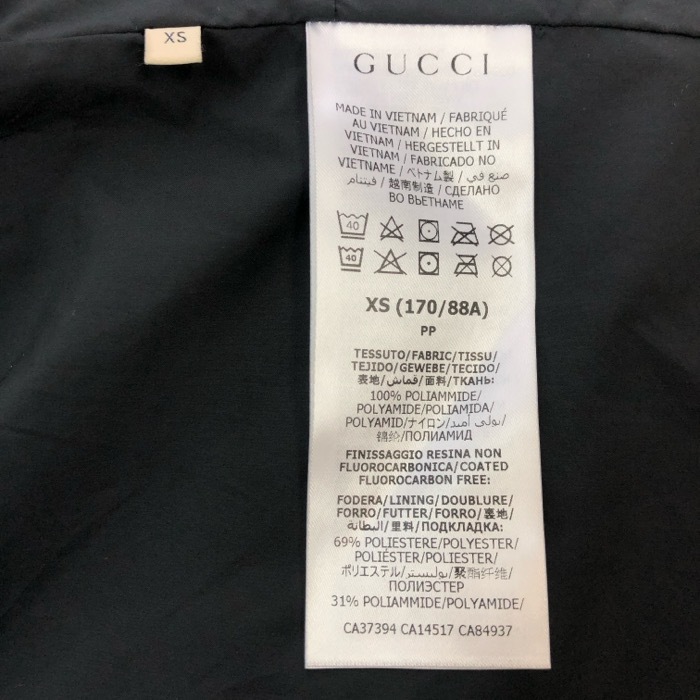 XS
GUCCI
MADE IN VIETNAM / FABRIQUÉ
AU VIETNAM / HECHO EN
VIETNAM / HERGESTELLT IN
VIETNAM / FABRICADO NO
VIETNAME / ベトナム製 / صنع في
فيتنام / 越南制造 / СДЕЛАНО
ВО ВЬЕТНАМЕ
40
40
XS (170/88A)
PP
TESSUTO/FABRIC/TISSU/
TEJIDO/GEWEBE/TECIDO/
表地/قماش/面料/ТКАНЬ:
100% POLIAMMIDE/
POLYAMIDE/POLIAMIDA/
POLYAMID/ナイロン/بولي أميد/
锦纶/ПОЛИАМИД
FINISSAGGIO RESINA NON
FLUOROCARBONICA/COATED
FLUOROCARBON FREE:
FODERA/LINING/DOUBLURE/
FORRO/FUTTER/FORRO/裏地/
البطانة/里料/ПОДКЛАДКА:
69% POLIESTERE/POLYESTER/
POLIÉSTER/POLIESTER/
ポリエステル/بوليستر/聚酯纤维/
ПОЛИЭСТЕР
31% POLIAMMIDE/POLYAMIDE/
CA37394 CA14517 CA84937